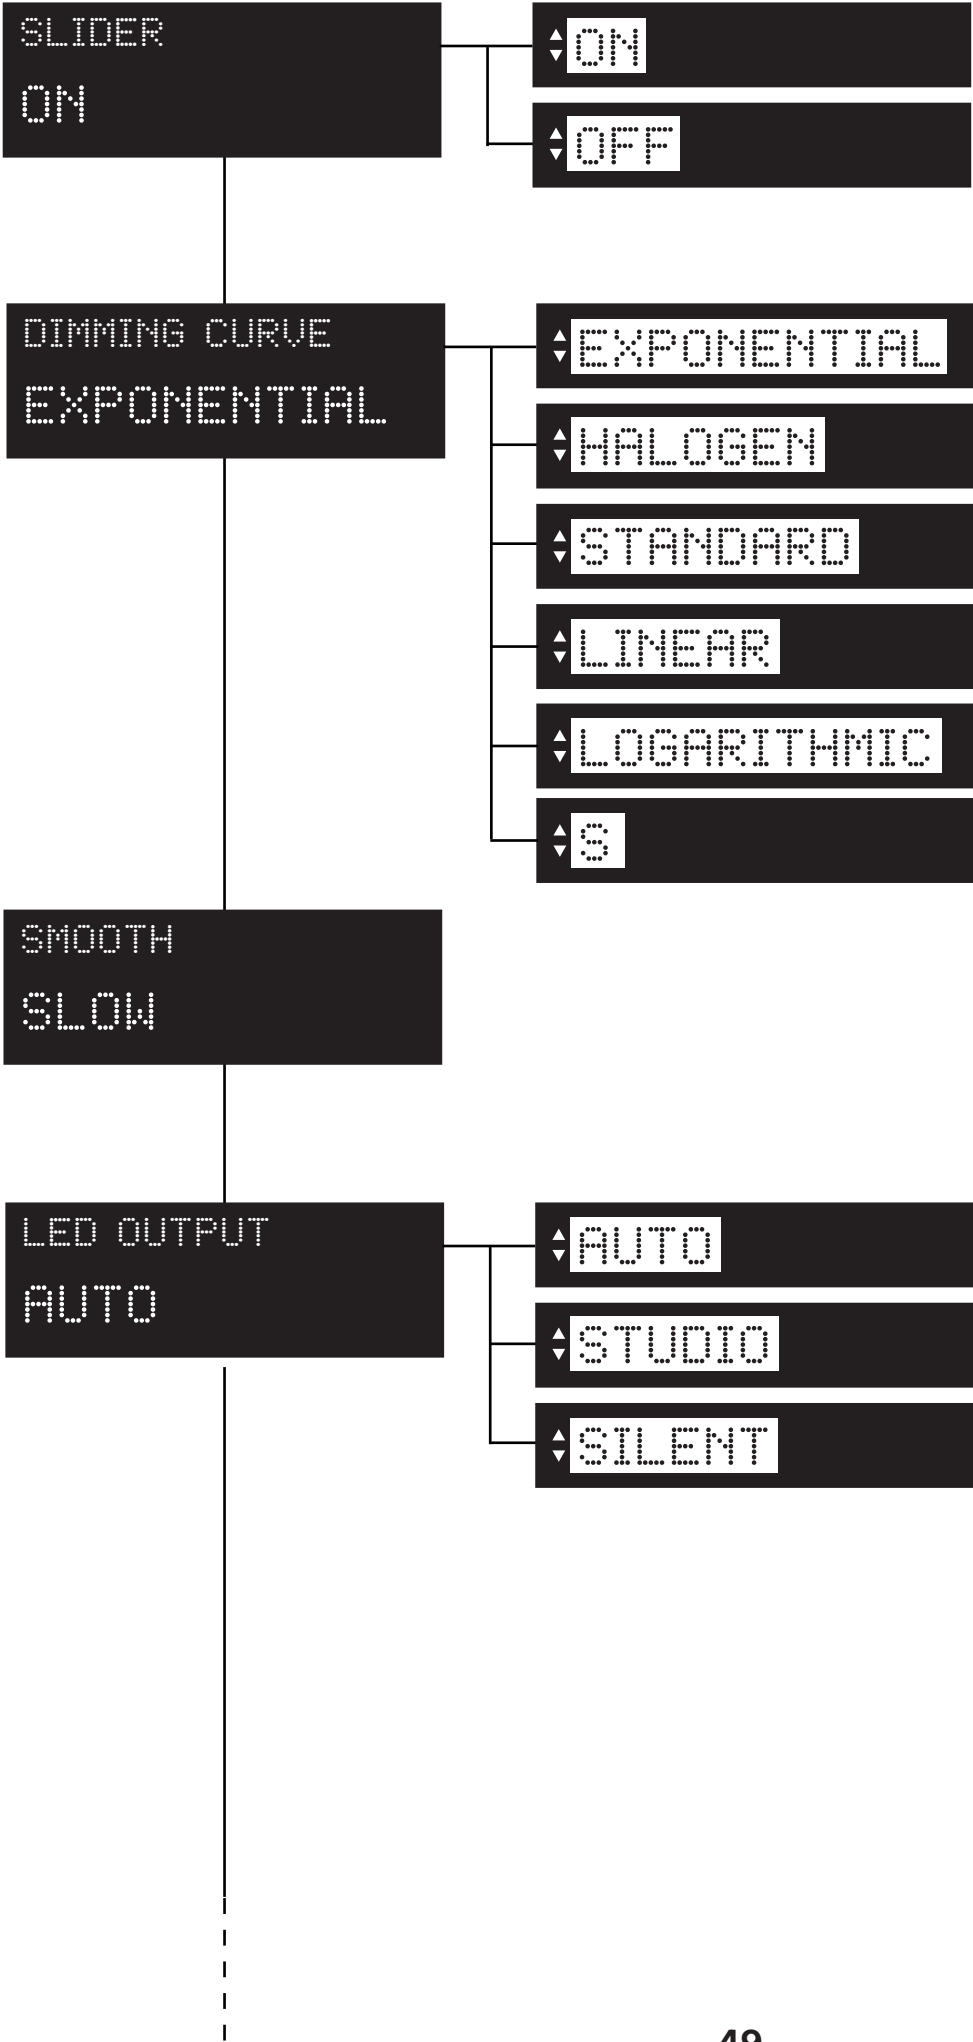 SLIDER
ON
ON
OFF
DIMMING CURVE
EXPONENTIAL
EXPONENTIAL
HALOGEN
STANDARD
LINEAR
LOGARITHMIC
S
SMOOTH
SLOW
LED OUTPUT
AUTO
AUTO
STUDIO
SILENT
49